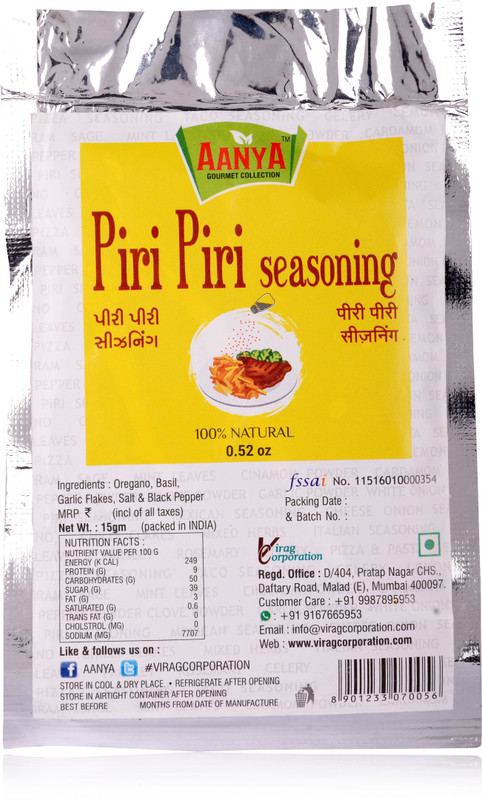 AANYA TM
GOURMET COLLECTION
Piri Piri seasoning
પીરી પીરી
સીઝનિંગ
पीरी पीरी
सीज़निंग
100% NATURAL
0.52 oz
Ingredients : Oregano, Basil,
Garlic Flakes, Salt & Black Pepper
MRP ₹ (incl of all taxes)
Net Wt. : 15gm (packed in INDIA)
NUTRITION FACTS :
NUTRIENT VALUE PER 100 G
ENERGY (K CAL) 249
PROTEIN (G) 9
CARBOHYDRATES (G) 50
SUGAR (G) 39
FAT (G) 3
SATURATED (G) 0.6
TRANS FAT (G) 0
CHOLSTROL (MG) 0
SODIUM (MG) 7707
Like & follows us on :
AANYA #VIRAGCORPORATION
STORE IN COOL & DRY PLACE. • REFRIGERATE AFTER OPENING
STORE IN AIRTIGHT CONTAINER AFTER OPENING
BEST BEFORE MONTHS FROM DATE OF MANUFACTURE
fssai No. 11516010000354
Packing Date :
& Batch No. :
Virag
Corporation
Regd. Office : D/404, Pratap Nagar CHS.,
Daftary Road, Malad (E), Mumbai 400097.
Customer Care : +91 9987895953
: +91 9167665953
Email : info@viragcorporation.com
Web : www.viragcorporation.com
8 901233 070056